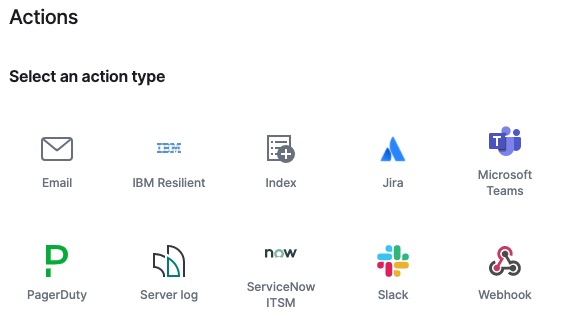 Actions
Select an action type
IBM
T
now
Email
IBM Resilient
Index
Jira
Microsoft
Teams
P
PagerDuty
Server log
ServiceNow
ITSM
Slack
Webhook